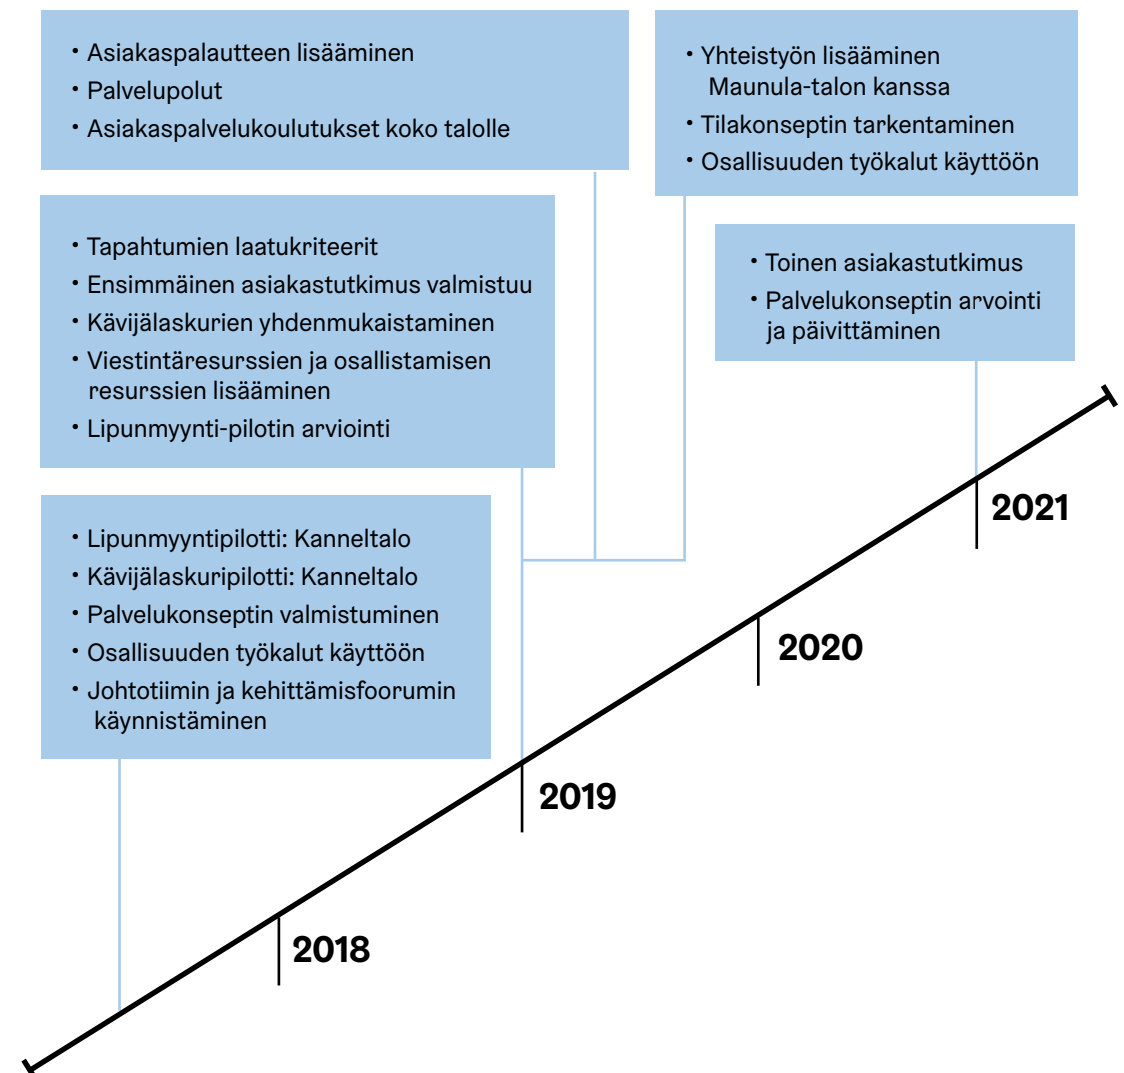 • Asiakaspalautteen lisääminen
• Palvelupolut
• Asiakaspalvelukoulutukset koko talolle
• Yhteistyön lisääminen
Maunula-talon kanssa
• Tilakonseptin tarkentaminen
• Osallisuuden työkalut käyttöön
• Tapahtumien laatukriteerit
• Ensimmäinen asiakastutkimus valmistuu
• Kävijälaskurien yhdenmukaistaminen
• Viestintäresurssien ja osallistamisen
resurssien lisääminen
• Lipunmyynti-pilotin arviointi
• Toinen asiakastutkimus
• Palvelukonseptin arvointi
ja päivittäminen
• Lipunmyyntipilotti: Kanneltalo
• Kävijälaskuripilotti: Kanneltalo
• Palvelukonseptin valmistuminen
• Osallisuuden työkalut käyttöön
• Johtotiimin ja kehittämisfoorumin
käynnistäminen
2021
2020
2019
2018